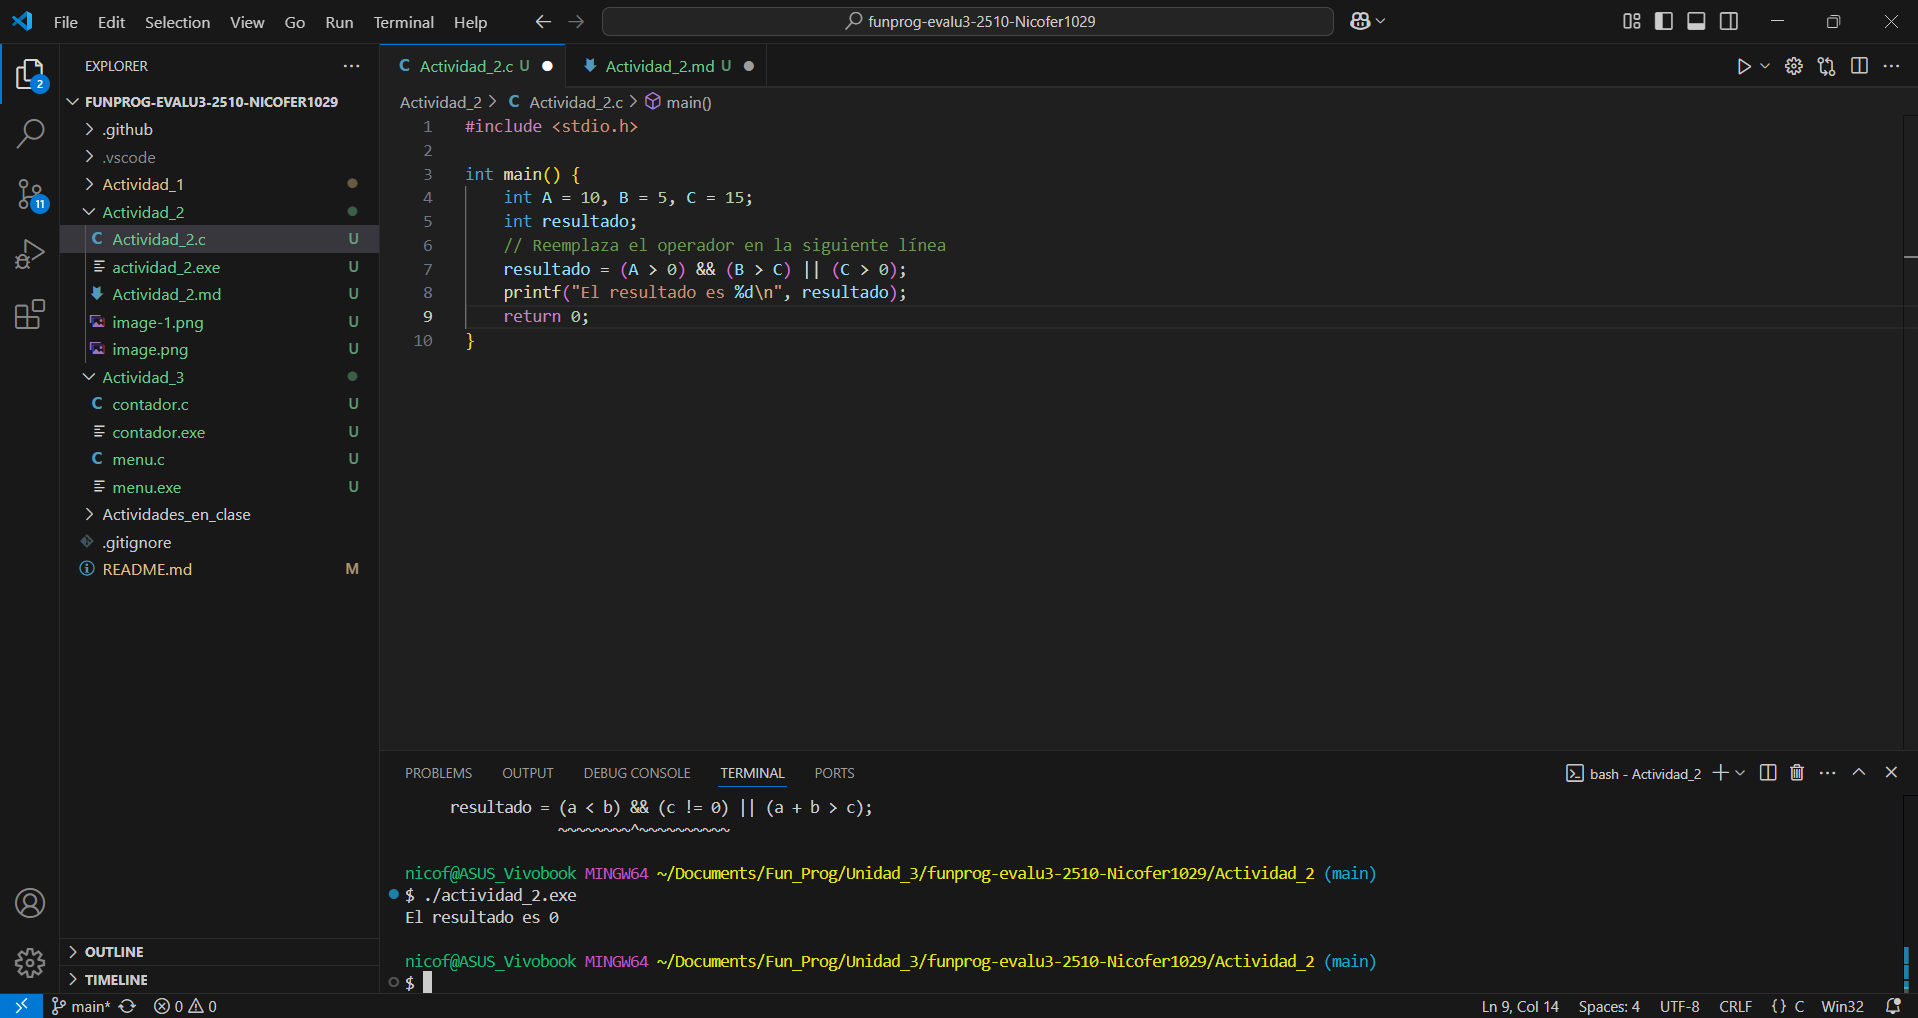 File Edit Selection View Go Run Terminal Help
funprog-evalu3-2510-Nicofer1029
EXPLORER
FUNPROG-EVALU3-2510-NICOFER1029
.github
.vscode
Actividad_1
Actividad_2
Actividad_2.c U
actividad_2.exe U
Actividad_2.md U
image-1.png U
image.png U
Actividad_3
contador.c U
contador.exe U
menu.c U
menu.exe U
Actividades_en_clase
.gitignore
README.md M
OUTLINE
TIMELINE
2
11
C Actividad_2.c U
Actividad_2.md U
Actividad_2 > C Actividad_2.c > main()
1 #include <stdio.h>
2
3 int main() {
4 int A = 10, B = 5, C = 15;
5 int resultado;
6 // Reemplaza el operador en la siguiente línea
7 resultado = (A > 0) && (B > C) || (C > 0);
8 printf("El resultado es %d\n", resultado);
9 return 0;
10 }
PROBLEMS OUTPUT DEBUG CONSOLE TERMINAL PORTS
bash - Actividad_2
resultado = (a < b) && (c != 0) || (a + b > c);
~~~~~~~~^~~~~~~~~~~
nicof@ASUS_Vivobook MINGW64 ~/Documents/Fun_Prog/Unidad_3/funprog-evalu3-2510-Nicofer1029/Actividad_2 (main)
$ ./actividad_2.exe
El resultado es 0
nicof@ASUS_Vivobook MINGW64 ~/Documents/Fun_Prog/Unidad_3/funprog-evalu3-2510-Nicofer1029/Actividad_2 (main)
$
main* 0 0
Ln 9, Col 14 Spaces: 4 UTF-8 CRLF {} C Win32